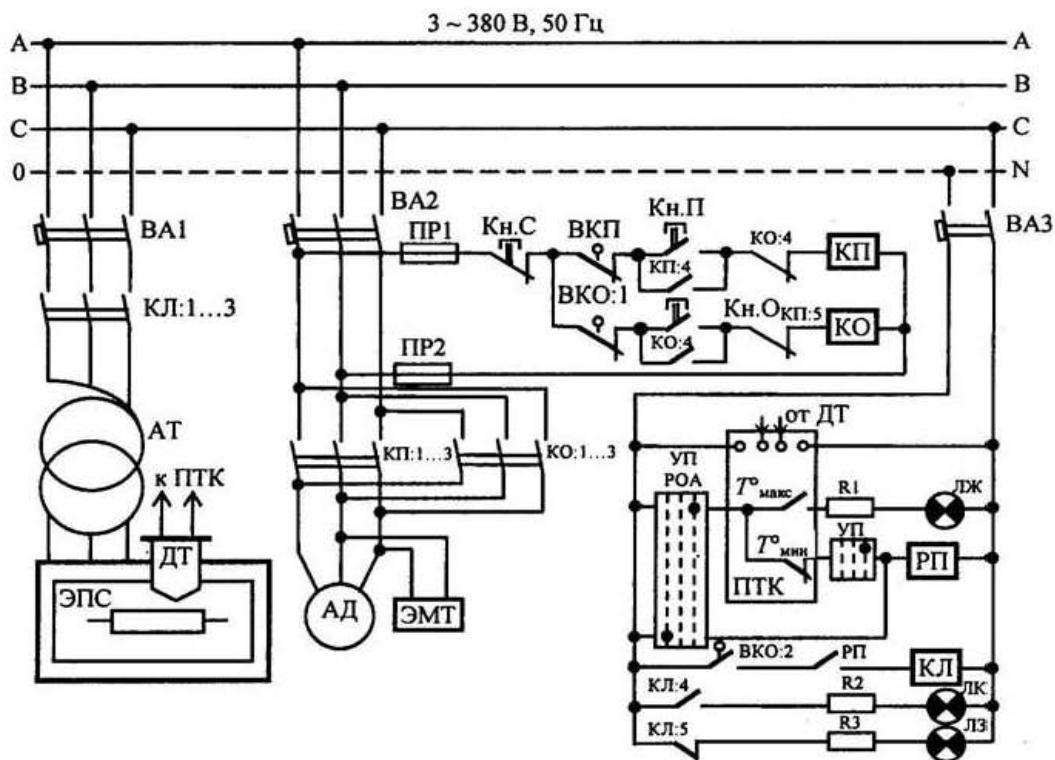 3 ~ 380 В, 50 Гц
А А
В В
С С
0 N
ВА1 ВА2 ПР1 Кн.С ВКП Кн.П КО:4 КП ВА3
КП:4
КЛ:1...3 ВКО:1 Кн.О КП:5 КО
КО:4
ПР2
АТ КП:1...3 КО:1...3 от ДТ
к ПТК УП
РОА
T°макс R1 ЛЖ
ДТ T°мин УП РП
ЭПС АД ЭМТ ПТК
ВКО:2 РП КЛ
КЛ:4 R2 ЛК
КЛ:5 R3 ЛЗ